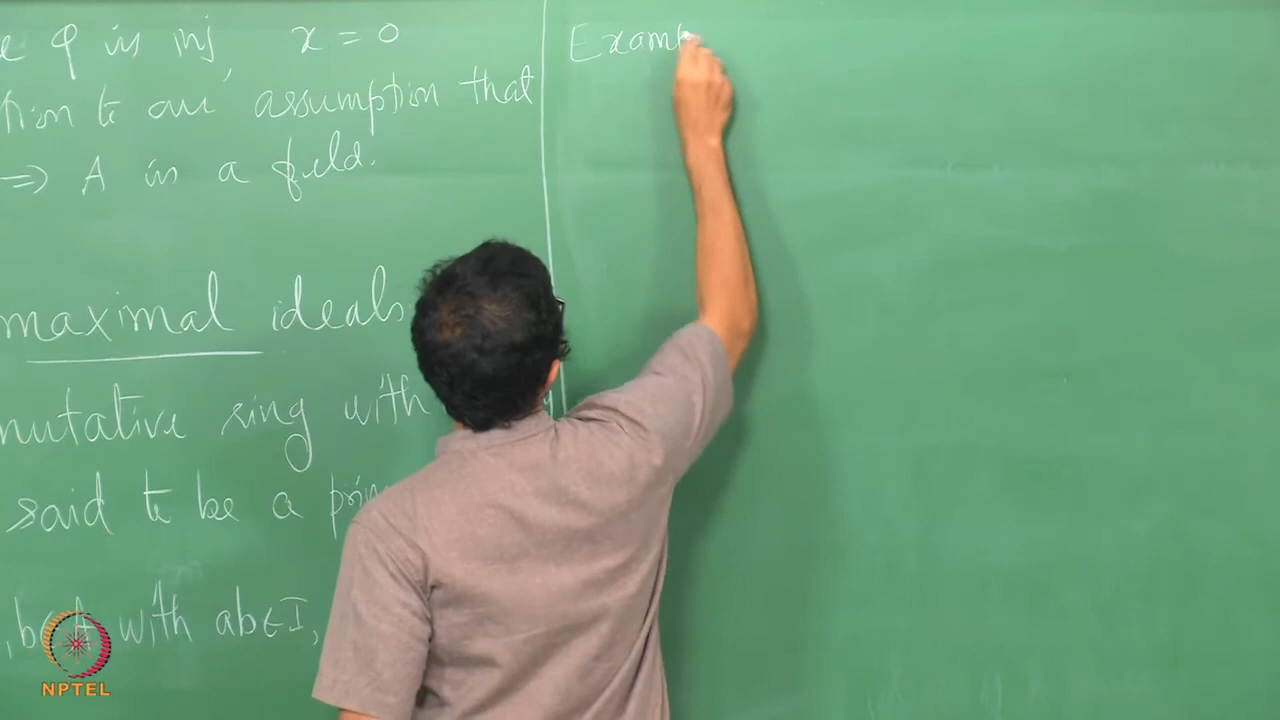 φ is inj, x = 0
tion to our assumption that
=> A is a field.
maximal ideals
mutative ring with
said to be a prim
, b∈A with ab∈I,
Examp
NPTEL